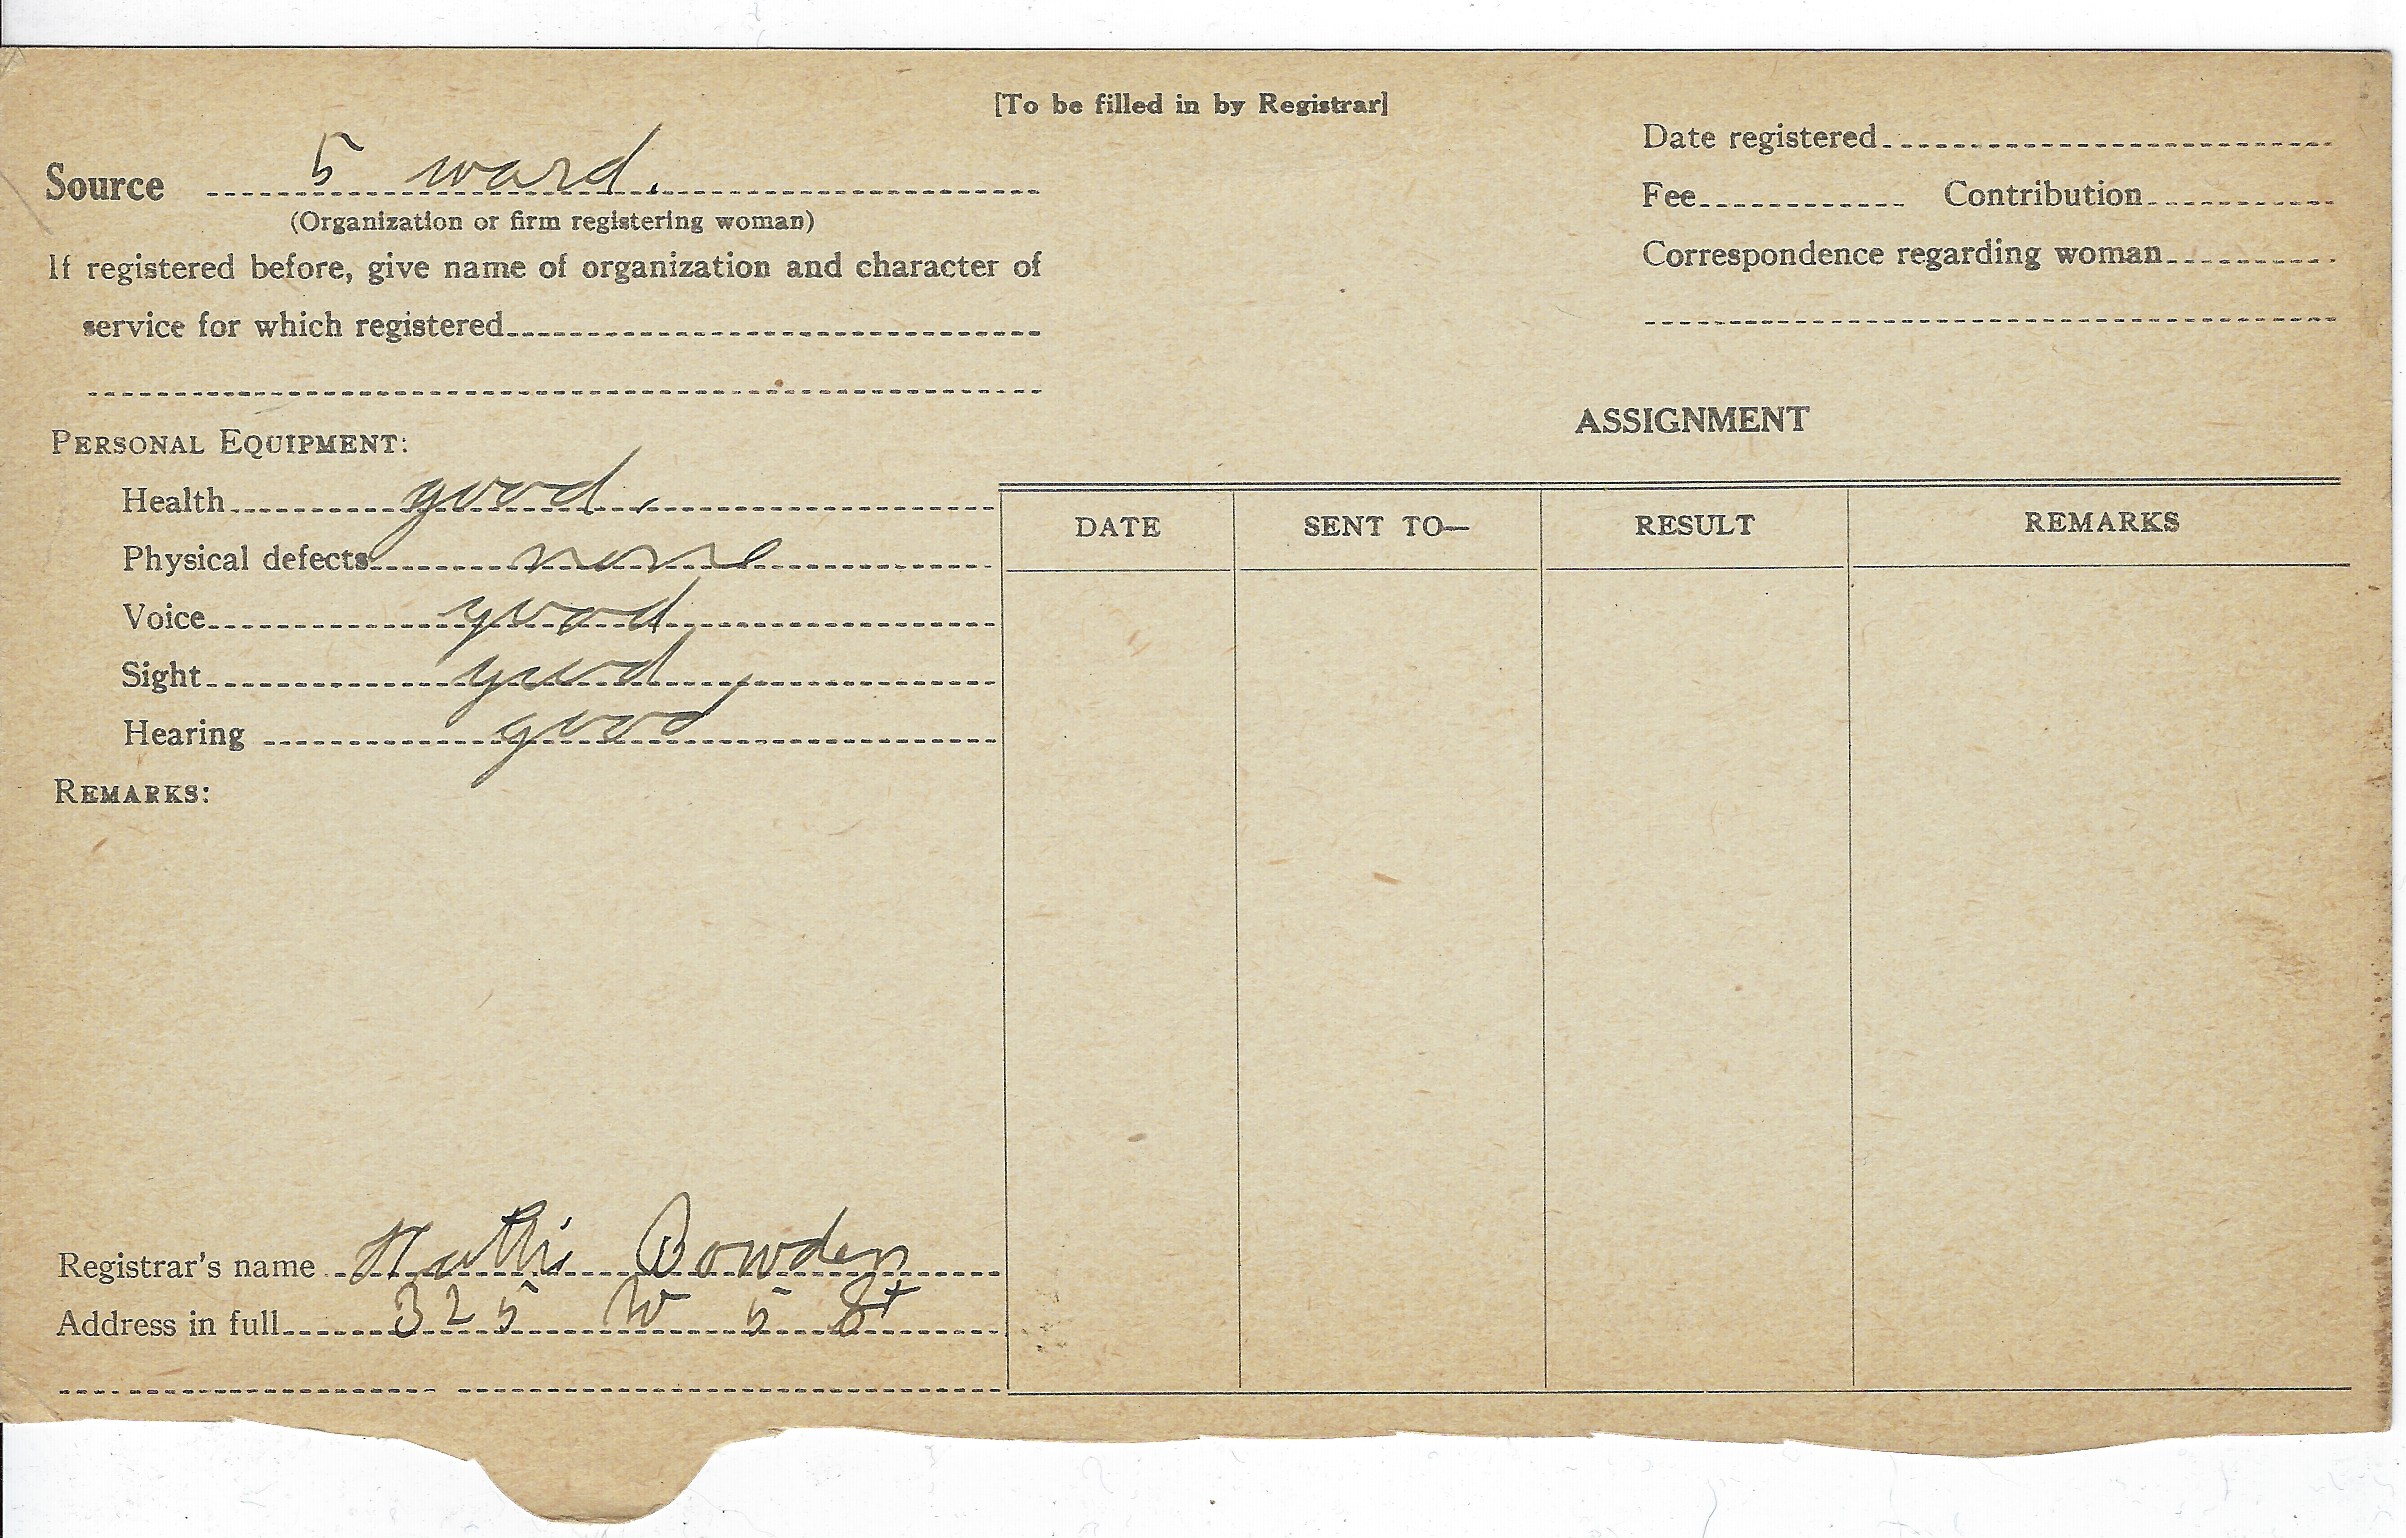 [To be filled in by Registrar]
Source 5 ward.
(Organization or firm registering woman)
If registered before, give name of organization and character of
service for which registered
Date registered
Fee Contribution
Correspondence regarding woman
PERSONAL EQUIPMENT:
Health good.
Physical defects none
Voice good
Sight good
Hearing good
REMARKS:
Registrar's name Bowden
Address in full 325 W 5 St
ASSIGNMENT
DATE SENT TO— RESULT REMARKS